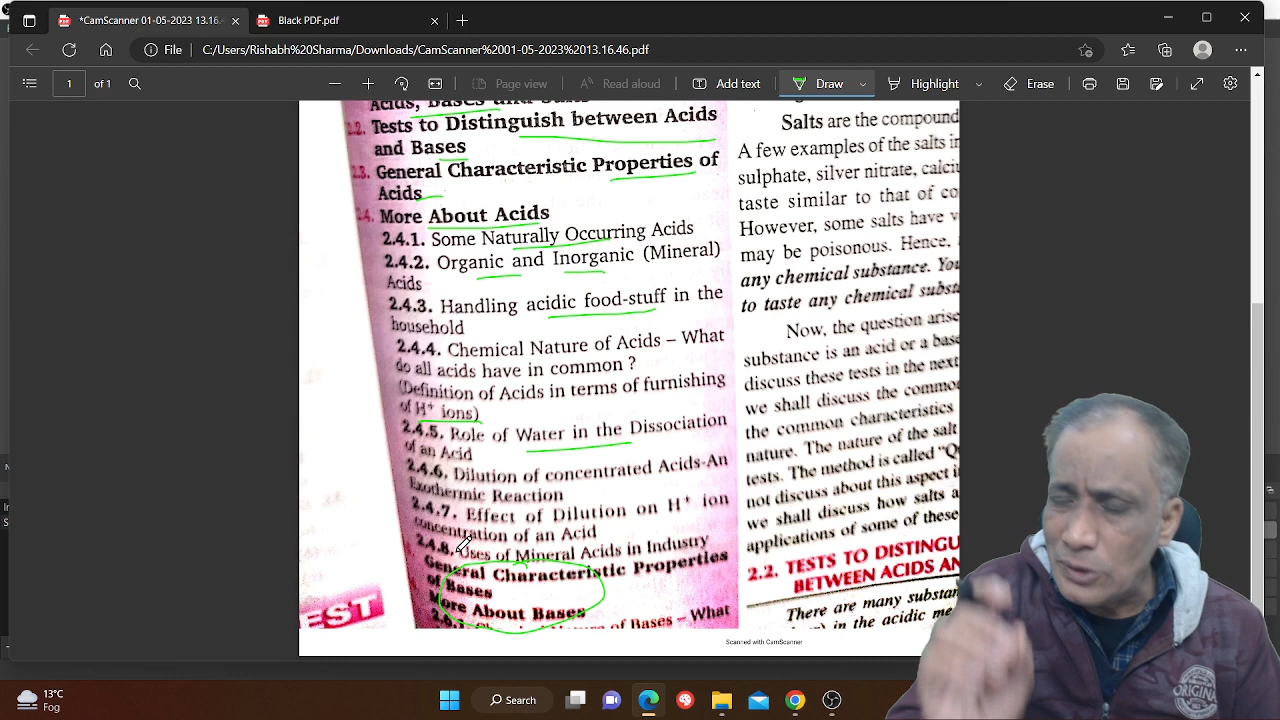 *CamScanner 01-05-2023 13.16.4
Black PDF.pdf
File
C:/Users/Rishabh%20Sharma/Downloads/CamScanner%2001-05-2023%2013.16.46.pdf
1 of 1
Page view
Read aloud
Add text
Draw
Highlight
Erase
Acids, Bases and
2.2. Tests to Distinguish between Acids
and Bases
2.3. General Characteristic Properties of
Acids
2.4. More About Acids
2.4.1. Some Naturally Occurring Acids
2.4.2. Organic and Inorganic (Mineral)
Acids
2.4.3. Handling acidic food-stuff in the
household
2.4.4. Chemical Nature of Acids – What
do all acids have in common ?
(Definition of Acids in terms of furnishing
of H+ ions)
2.4.5. Role of Water in the Dissociation
of an Acid
2.4.6. Dilution of concentrated Acids-An
Exothermic Reaction
2.4.7. Effect of Dilution on H+ ion
concentration of an Acid
2.4.8. Uses of Mineral Acids in Industry
General Characteristic Properties
of Bases
More About Bases
of Bases – What
EST
Salts are the compound
A few examples of the salts in
sulphate, silver nitrate, calci
taste similar to that of co
However, some salts have v
may be poisonous. Hence,
any chemical substance. You
to taste any chemical subst
Now, the question arise
substance is an acid or a base
discuss these tests in the next
we shall discuss the commo
the common characteristics
nature. The nature of the salt
tests. The method is called "Q
not discuss about this aspect i
we shall discuss how salts a
applications of some of these
2.2. TESTS TO DISTINGU
BETWEEN ACIDS AN
There are many substan
in the acidic me
Scanned with CamScanner
ORIGINA
13°C
Fog
Search